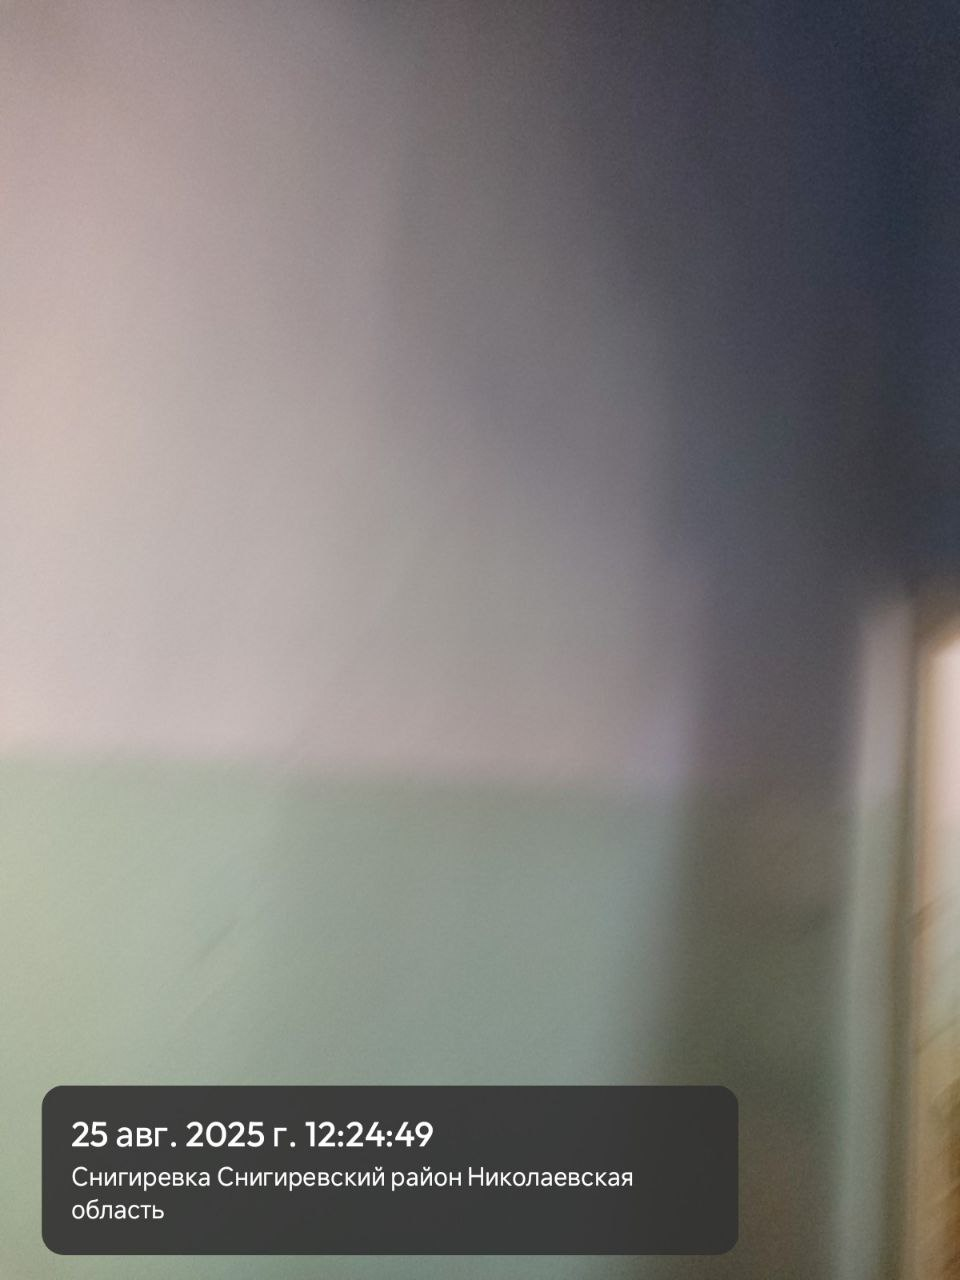 25 авг. 2025 г. 12:24:49
Снигиревка Снигиревский район Николаевская
область